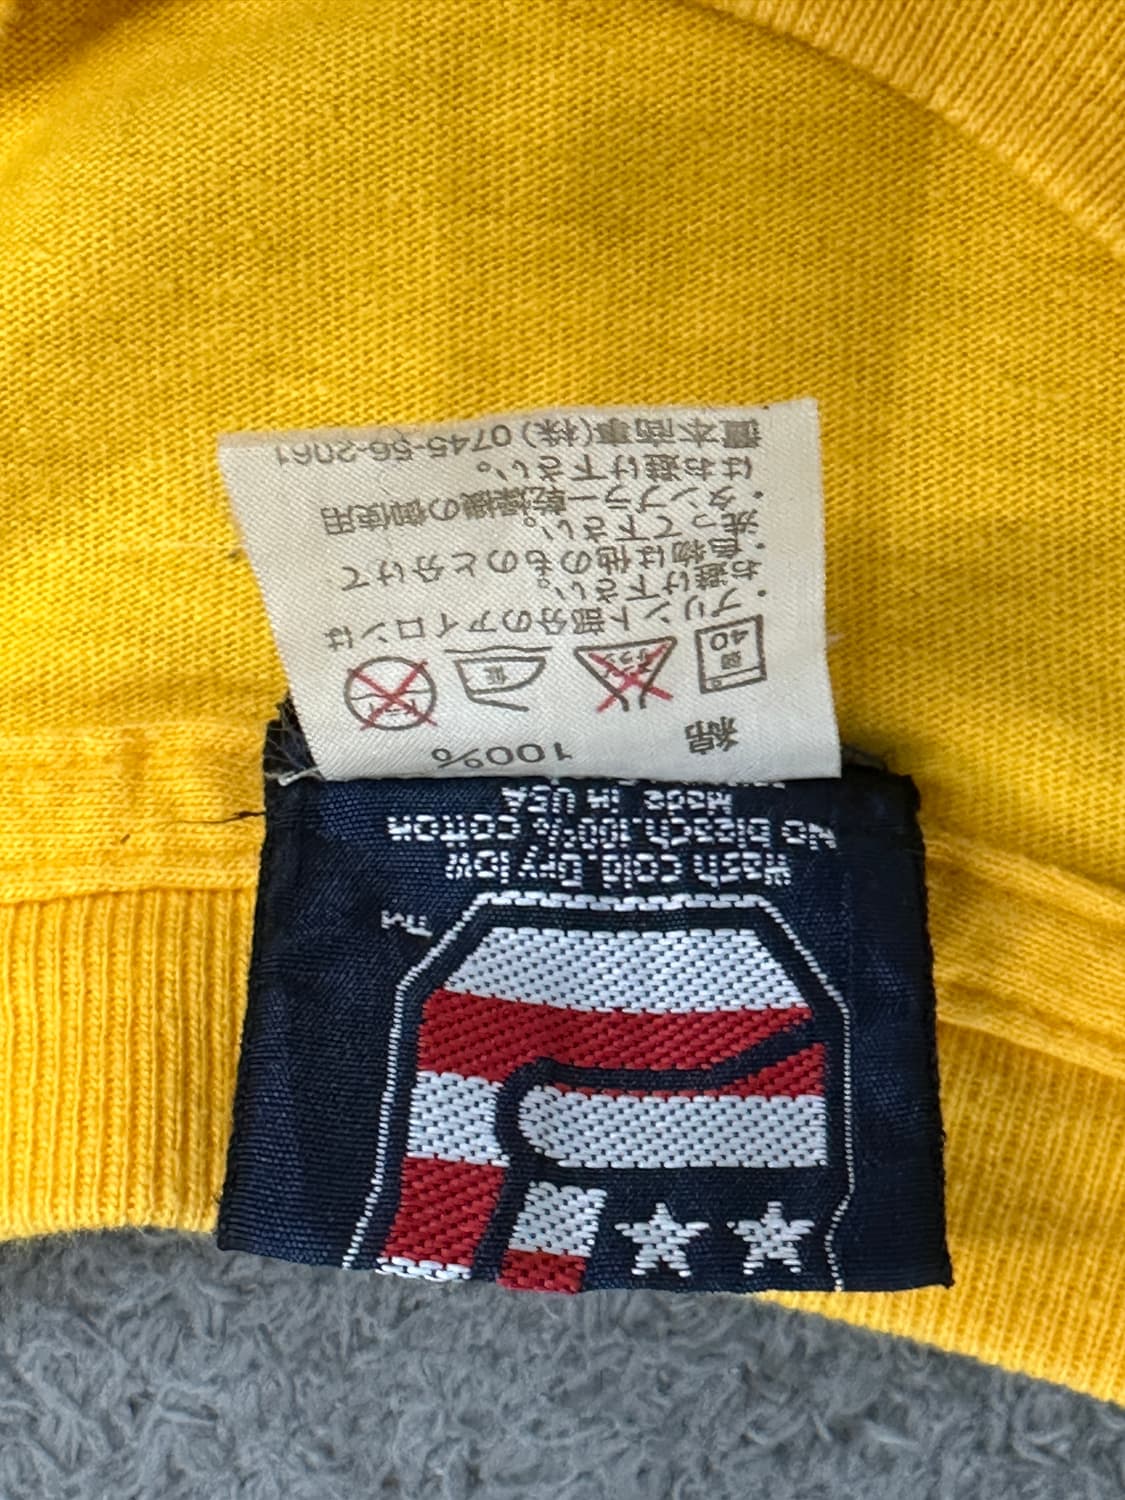 TM
Wash cold. Dry low
No bleach. 100% cotton
Made in USA
綿 100%
40
・プリント部分のアイロンは
お避け下さい。
・色物は他のものと分けて
洗って下さい。
・タンブラー乾燥機の使用
はお避け下さい。
本商事(株) 0745-56-2061